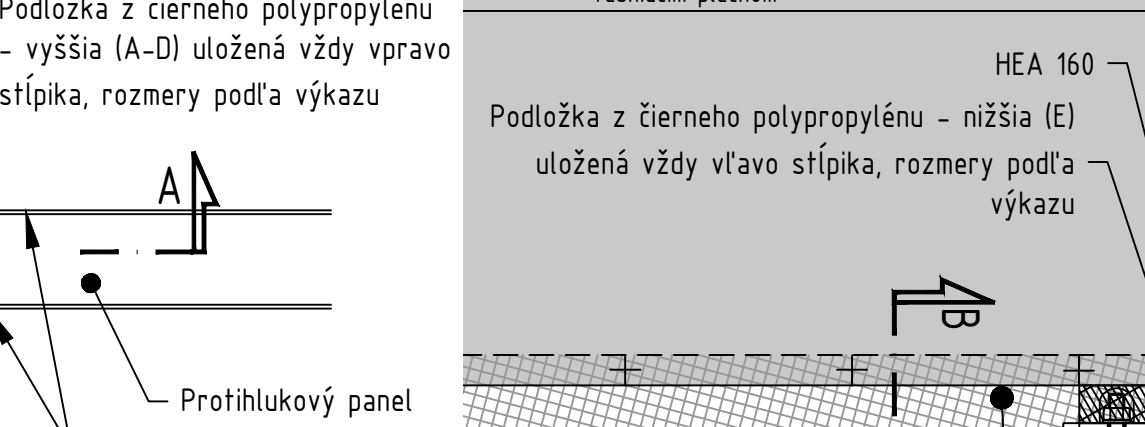 Podložka z čierneho polypropylénu
- vyššia (A-D) uložená vždy vpravo
stĺpika, rozmery podľa výkazu
A
Protihlukový panel
HEA 160
Podložka z čierneho polypropylénu - nižšia (E)
uložená vždy vľavo stĺpika, rozmery podľa
výkazu
B